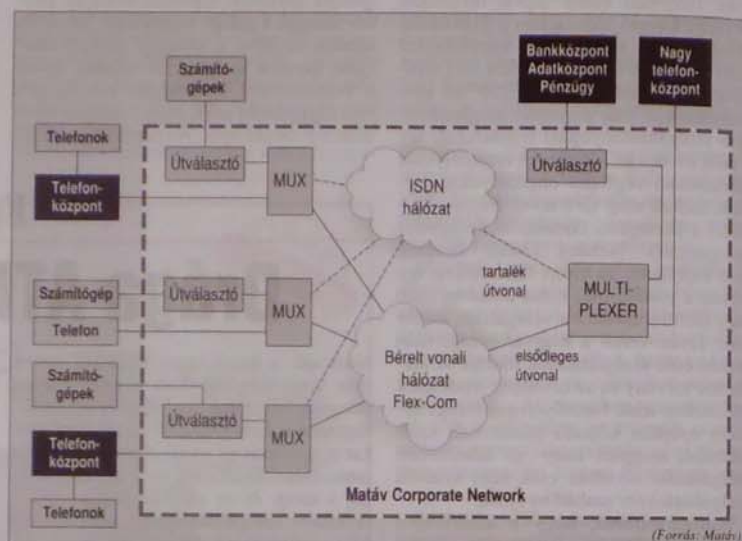 Számító-
gépek
Bankközpont
Adatközpont
Pénzügy
Nagy
telefon-
központ
Telefonok
Útválasztó
MUX
ISDN
hálózat
Útválasztó
Telefon-
központ
tartalék
útvonal
MULTI-
PLEXER
Számítógép
Útválasztó
MUX
Telefon
Bérelt vonali
hálózat
Flex-Com
elsődleges
útvonal
Számító-
gépek
Útválasztó
MUX
Telefon-
központ
Telefonok
Matáv Corporate Network
(Forrás: Matáv)